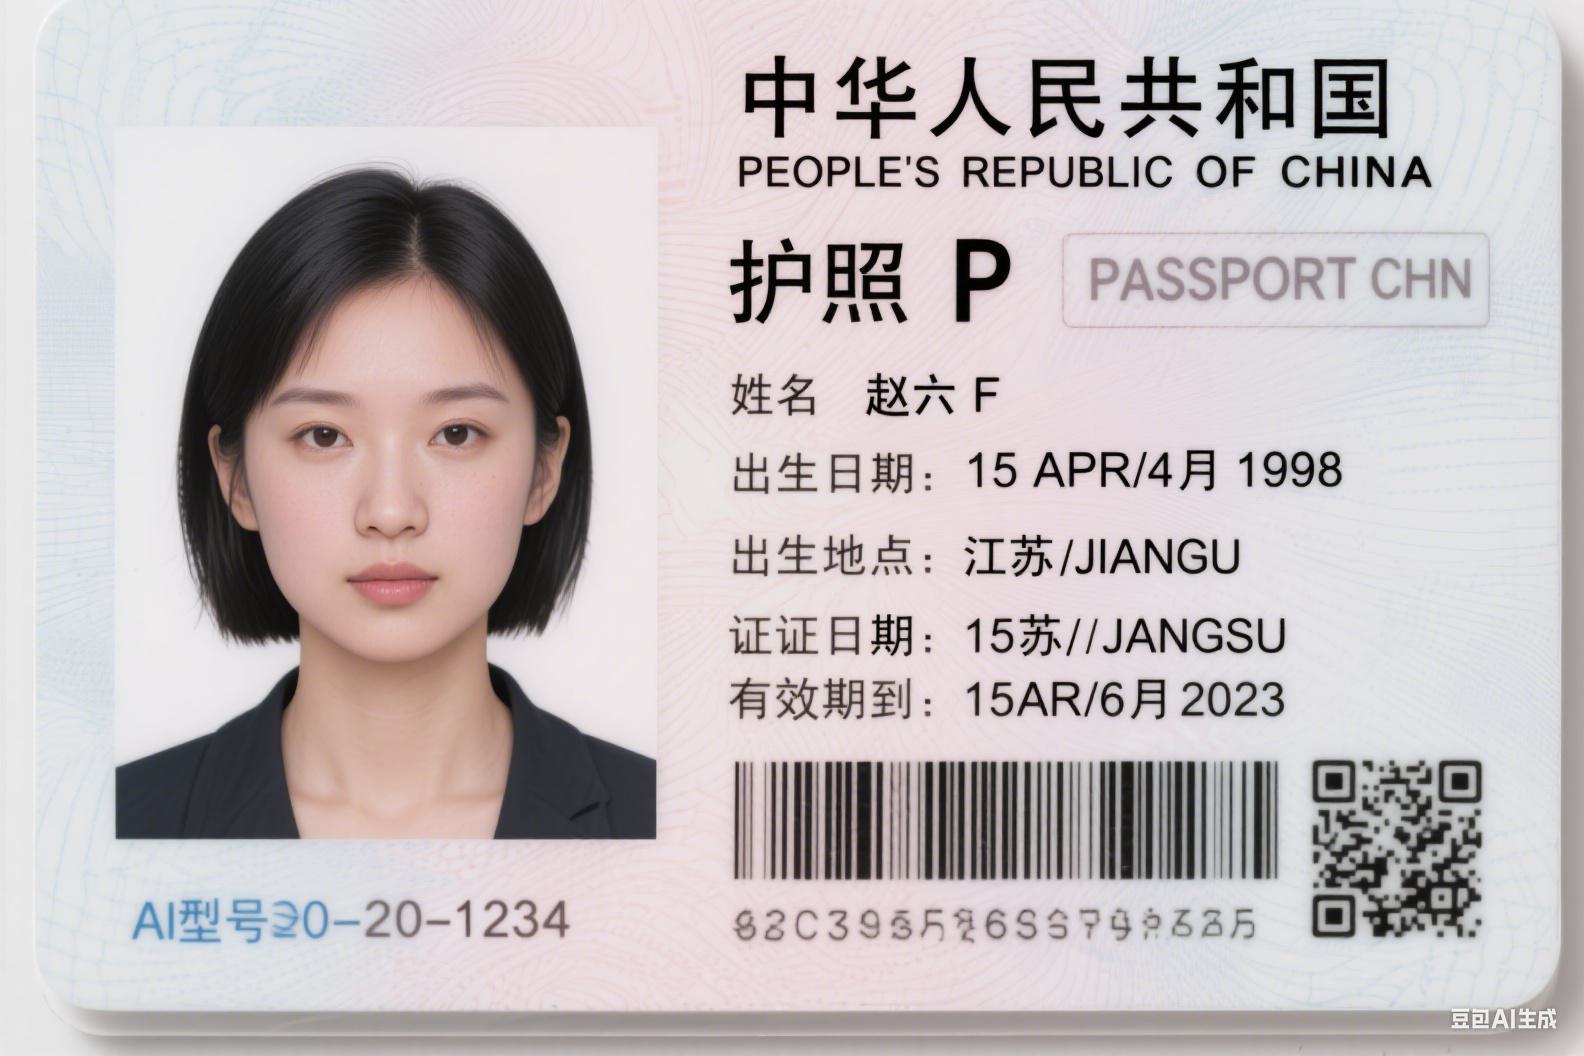 中华人民共和国
PEOPLE'S REPUBLIC OF CHINA
护照 P PASSPORT CHN
姓名 赵六 F
出生日期: 15 APR/4月 1998
出生地点: 江苏/JIANGU
证证日期: 15苏//JANGSU
有效期到: 15AR/6月 2023
AI型号20-20-1234
豆包AI生成